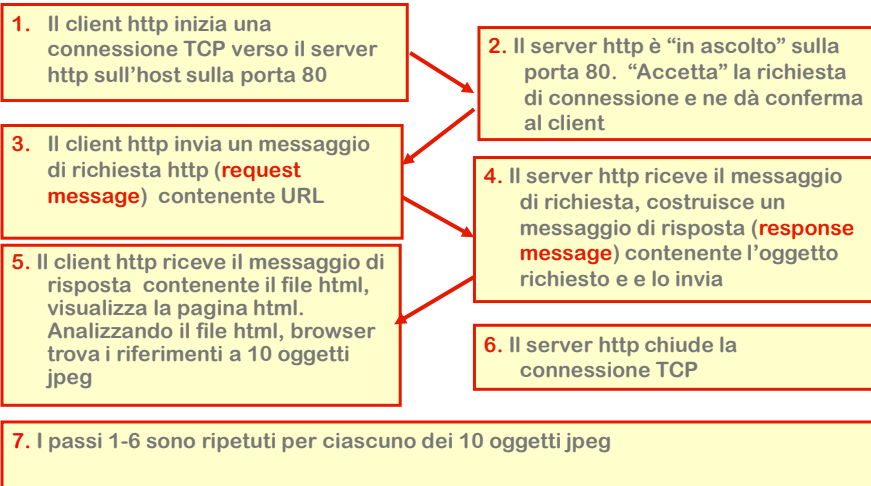 1. Il client http inizia una
connessione TCP verso il server
http sull'host sulla porta 80
2. Il server http è “in ascolto” sulla
porta 80. “Accetta” la richiesta
di connessione e ne dà conferma
al client
3. Il client http invia un messaggio
di richiesta http (request
message) contenente URL
4. Il server http riceve il messaggio
di richiesta, costruisce un
messaggio di risposta (response
message) contenente l'oggetto
richiesto e e lo invia
5. Il client http riceve il messaggio di
risposta contenente il file html,
visualizza la pagina html.
Analizzando il file html, browser
trova i riferimenti a 10 oggetti
jpeg
6. Il server http chiude la
connessione TCP
7. I passi 1-6 sono ripetuti per ciascuno dei 10 oggetti jpeg